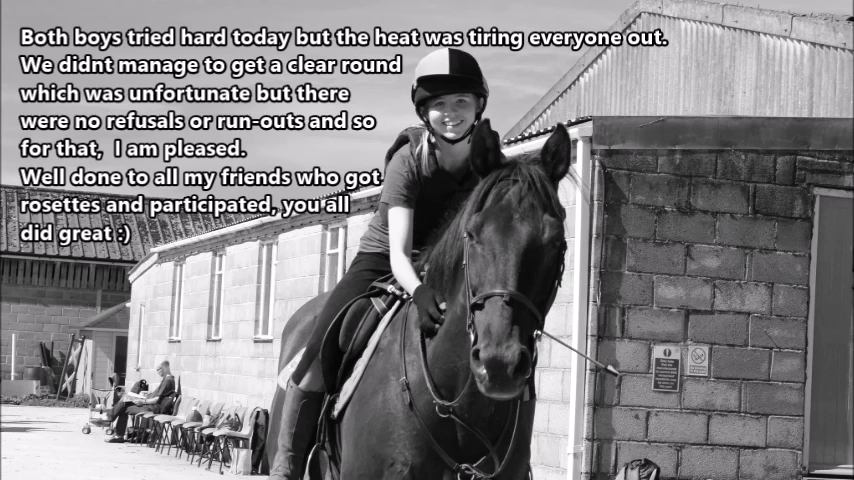 Both boys tried hard today but the heat was tiring everyone out.
We didnt manage to get a clear round
which was unfortunate but there
were no refusals or run-outs and so
for that, I am pleased.
Well done to all my friends who got
rosettes and participated, you all
did great :)